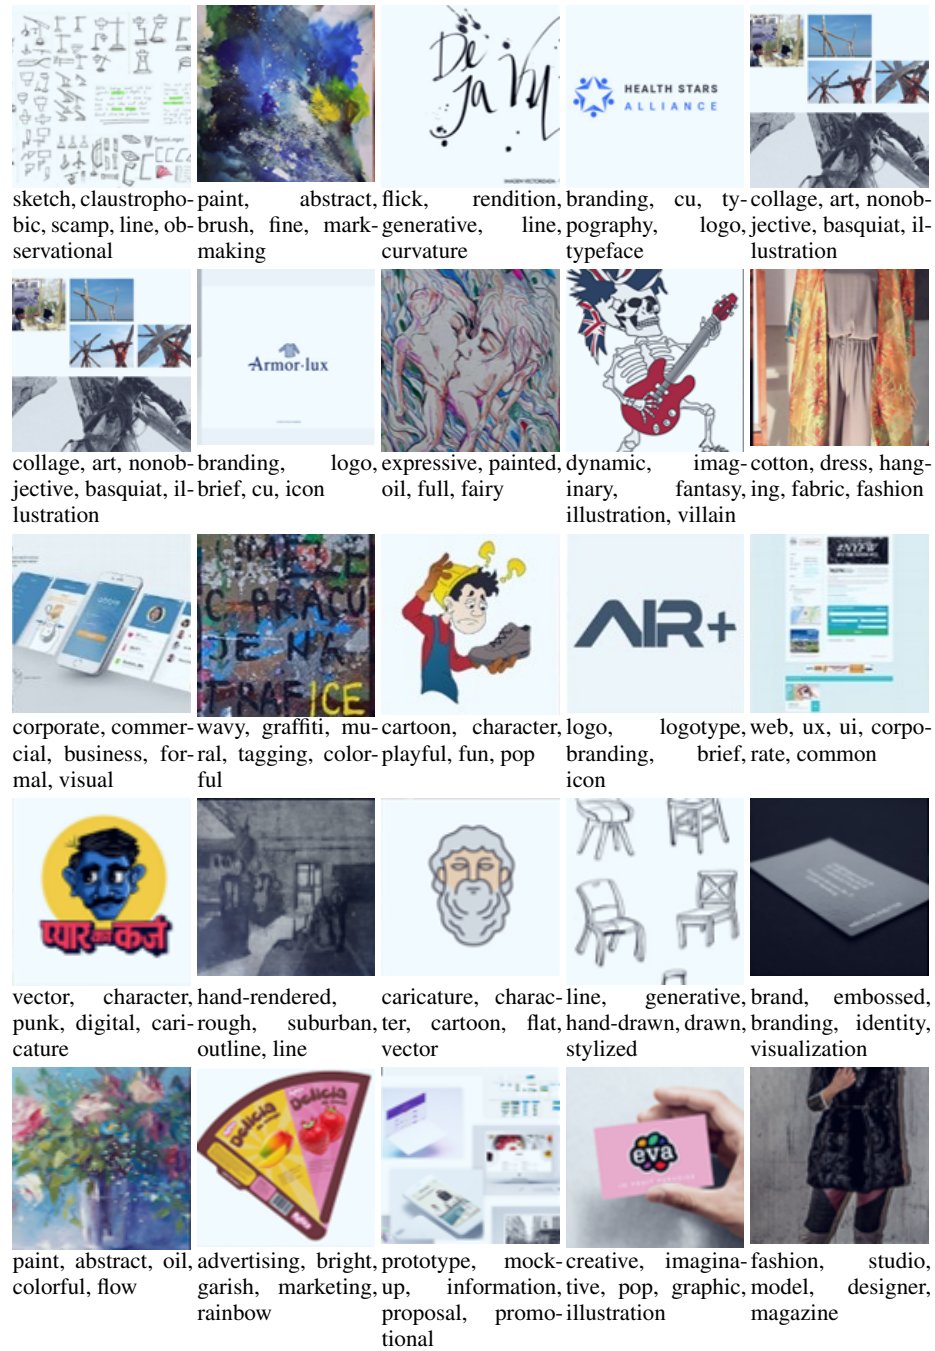 De
ja Vu
IMAGEN VECTORIZADA
HEALTH STARS
ALLIANCE
sketch, claustropho-
bic, scamp, line, ob-
servational
paint, abstract,
brush, fine, mark-
making
flick, rendition,
generative, line,
curvature
branding, cu, ty-
pography, logo,
typeface
collage, art, nonob-
jective, basquiat, il-
lustration
Armor·lux
collage, art, nonob-
jective, basquiat, il-
lustration
branding, logo,
brief, cu, icon
expressive, painted,
oil, full, fairy
dynamic, imag-
inary, fantasy,
illustration, villain
cotton, dress, hang-
ing, fabric, fashion
C PRACU
JE NA
TRAFICE
AIR+
#NYFW
corporate, commer-
cial, business, for-
mal, visual
wavy, graffiti, mu-
ral, tagging, color-
ful
cartoon, character,
playful, fun, pop
logo, logotype,
branding, brief,
icon
web, ux, ui, corpo-
rate, common
प्यार का कर्ज
vector, character,
punk, digital, cari-
cature
hand-rendered,
rough, suburban,
outline, line
caricature, charac-
ter, cartoon, flat,
vector
line, generative,
hand-drawn, drawn,
stylized
brand, embossed,
branding, identity,
visualization
Delicia
Delicia
eva
paint, abstract, oil,
colorful, flow
advertising, bright,
garish, marketing,
rainbow
prototype, mock-
up, information,
proposal, promo-
tional
creative, imagina-
tive, pop, graphic,
illustration
fashion, studio,
model, designer,
magazine